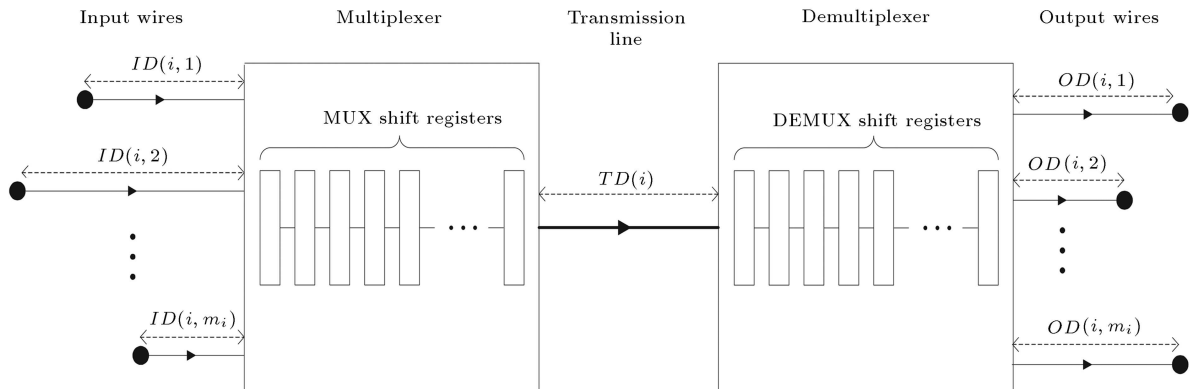 Input wires
Multiplexer
Transmission
line
Demultiplexer
Output wires
ID(i, 1)
OD(i, 1)
MUX shift registers
DEMUX shift registers
ID(i, 2)
TD(i)
OD(i, 2)
ID(i, m_i)
OD(i, m_i)